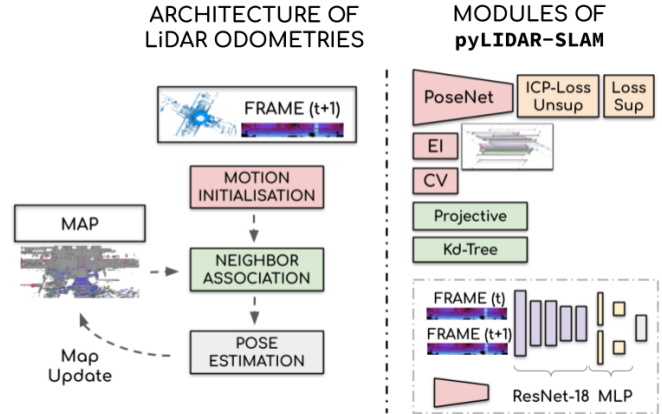 ARCHITECTURE OF
LiDAR ODOMETRIES
FRAME (t+1)
MOTION
INITIALISATION
MAP
NEIGHBOR
ASSOCIATION
POSE
ESTIMATION
Map
Update
MODULES OF
pyLIDAR-SLAM
PoseNet
ICP-Loss
Unsup
Loss
Sup
EI
CV
Projective
Kd-Tree
FRAME (t)
FRAME (t+1)
ResNet-18 MLP